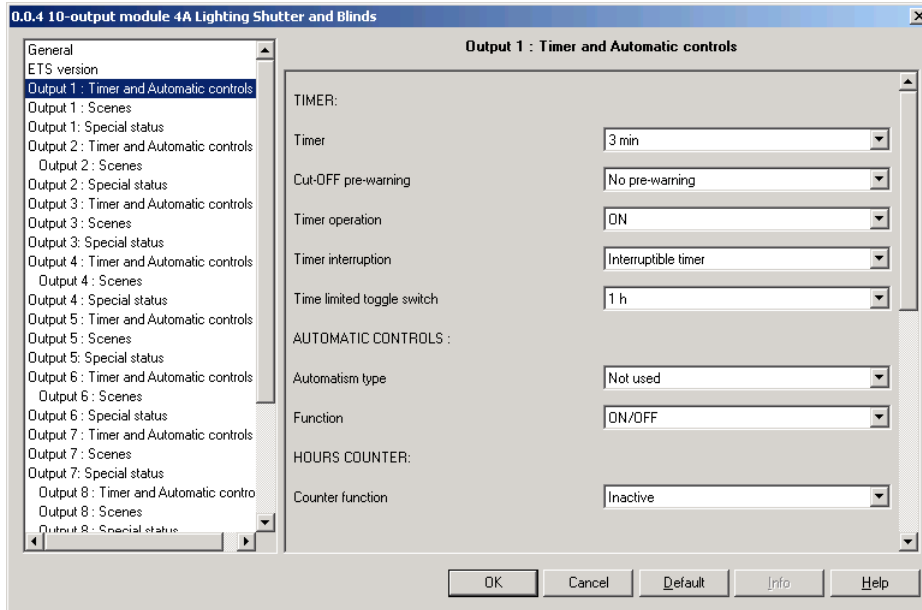 0.0.4 10-output module 4A Lighting Shutter and Blinds
General
ETS version
Output 1 : Timer and Automatic controls
Output 1 : Scenes
Output 1: Special status
Output 2 : Timer and Automatic controls
Output 2 : Scenes
Output 2 : Special status
Output 3 : Timer and Automatic controls
Output 3 : Scenes
Output 3: Special status
Output 4 : Timer and Automatic controls
Output 4 : Scenes
Output 4 : Special status
Output 5 : Timer and Automatic controls
Output 5 : Scenes
Output 5: Special status
Output 6 : Timer and Automatic controls
Output 6 : Scenes
Output 6 : Special status
Output 7 : Timer and Automatic controls
Output 7 : Scenes
Output 7: Special status
Output 8 : Timer and Automatic contro
Output 8 : Scenes
Output 8 : Special status
Output 1 : Timer and Automatic controls
TIMER:
Timer 3 min
Cut-OFF pre-warning No pre-warning
Timer operation ON
Timer interruption Interruptible timer
Time limited toggle switch 1 h
AUTOMATIC CONTROLS :
Automatism type Not used
Function ON/OFF
HOURS COUNTER:
Counter function Inactive
OK Cancel Default Info Help